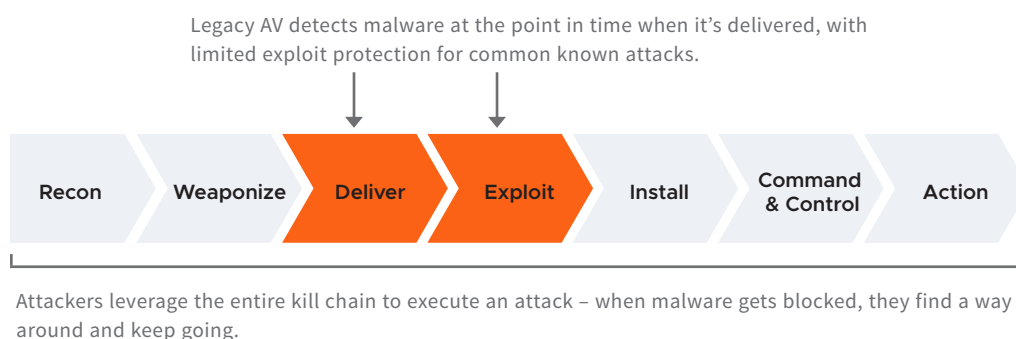 Legacy AV detects malware at the point in time when it’s delivered, with
limited exploit protection for common known attacks.
Recon
Weaponize
Deliver
Exploit
Install
Command
& Control
Action
Attackers leverage the entire kill chain to execute an attack – when malware gets blocked, they find a way
around and keep going.